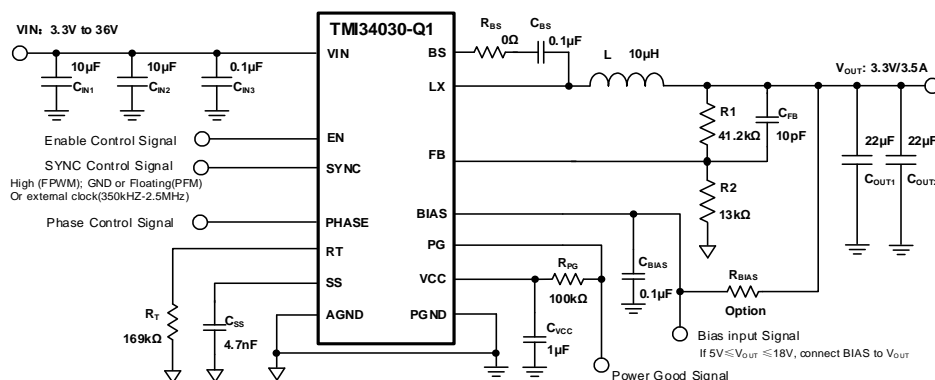 TMI34030-Q1
VIN: 3.3V to 36V
VIN
10µF
CIN1
10µF
CIN2
0.1µF
CIN3
BS
RBS
0Ω
CBS
0.1µF
LX
L 10µH
VOUT: 3.3V/3.5A
R1
41.2kΩ
CFB
10pF
22µF
COUT1
22µF
COUT2
Enable Control Signal
EN
SYNC Control Signal
SYNC
High (FPWM); GND or Floating(PFM)
Or external clock(350kHZ-2.5MHz)
FB
R2
13kΩ
Phase Control Signal
PHASE
BIAS
RT
PG
SS
VCC
RPG
100kΩ
CBIAS
0.1µF
RBIAS
Option
RT
169kΩ
CSS
4.7nF
AGND
PGND
CVCC
1µF
Bias input Signal
If 5V≤VOUT ≤18V, connect BIAS to VOUT
Power Good Signal